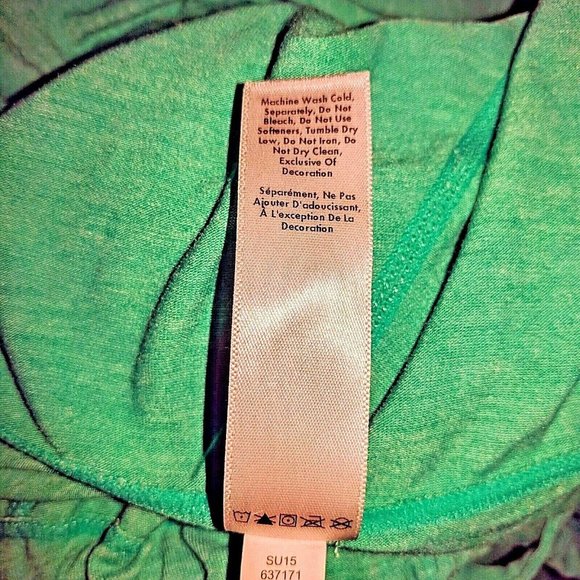 Machine Wash Cold,
Separately, Do Not
Bleach, Do Not Use
Softeners, Tumble Dry
Low, Do Not Iron, Do
Not Dry Clean,
Exclusive Of
Decoration
Séparément, Ne Pas
Ajouter D'adoucissant,
À L'exception De La
Decoration
SU15
637171